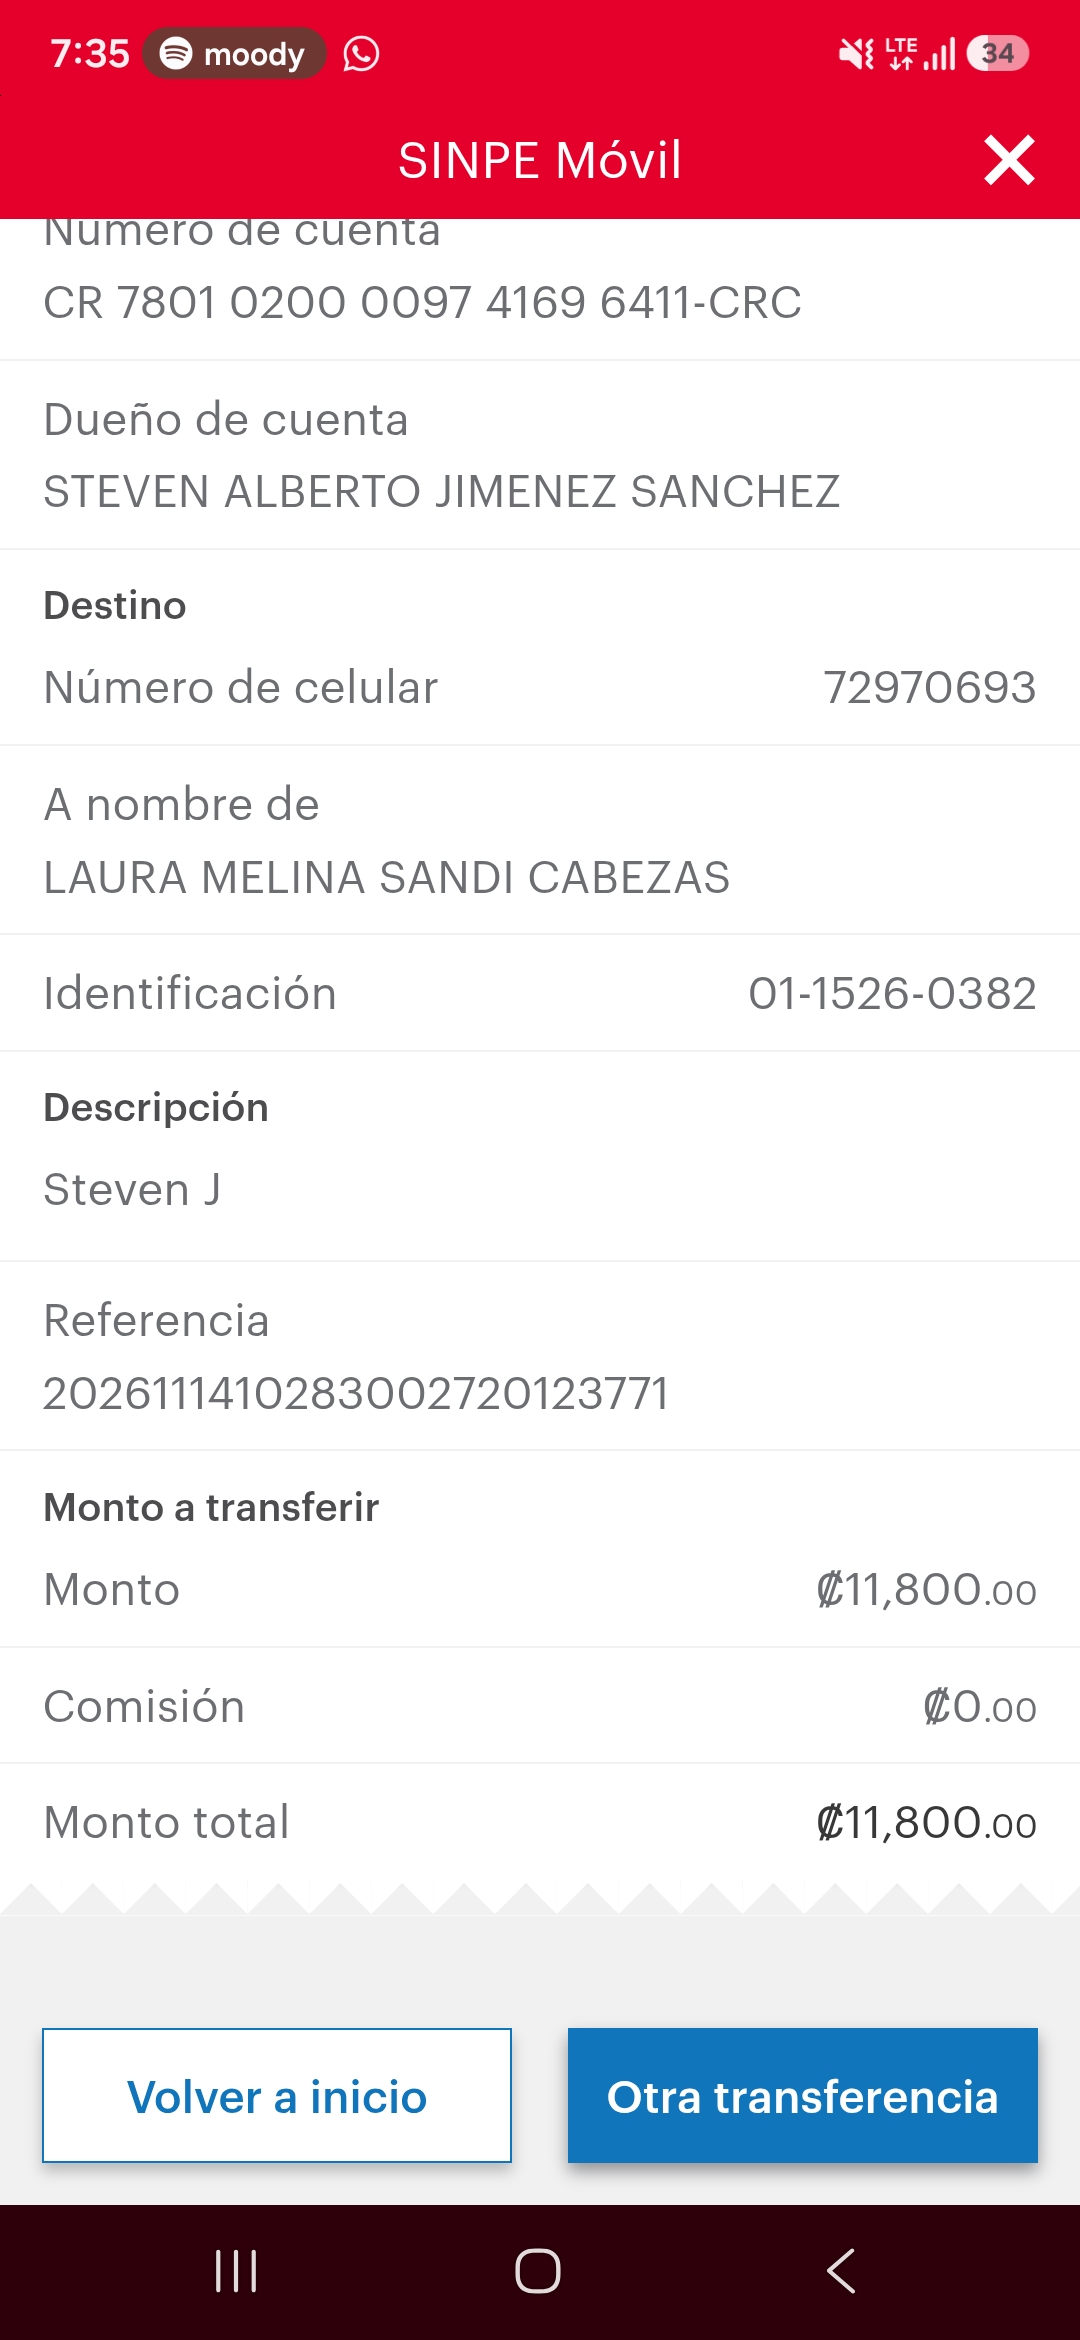 7:35 moody LTE 34
SINPE Móvil
Número de cuenta
CR 7801 0200 0097 4169 6411-CRC
Dueño de cuenta
STEVEN ALBERTO JIMENEZ SANCHEZ
Destino
Número de celular 72970693
A nombre de
LAURA MELINA SANDI CABEZAS
Identificación 01-1526-0382
Descripción
Steven J
Referencia
2026111410283002720123771
Monto a transferir
Monto ₡11,800.00
Comisión ₡0.00
Monto total ₡11,800.00
Volver a inicio Otra transferencia